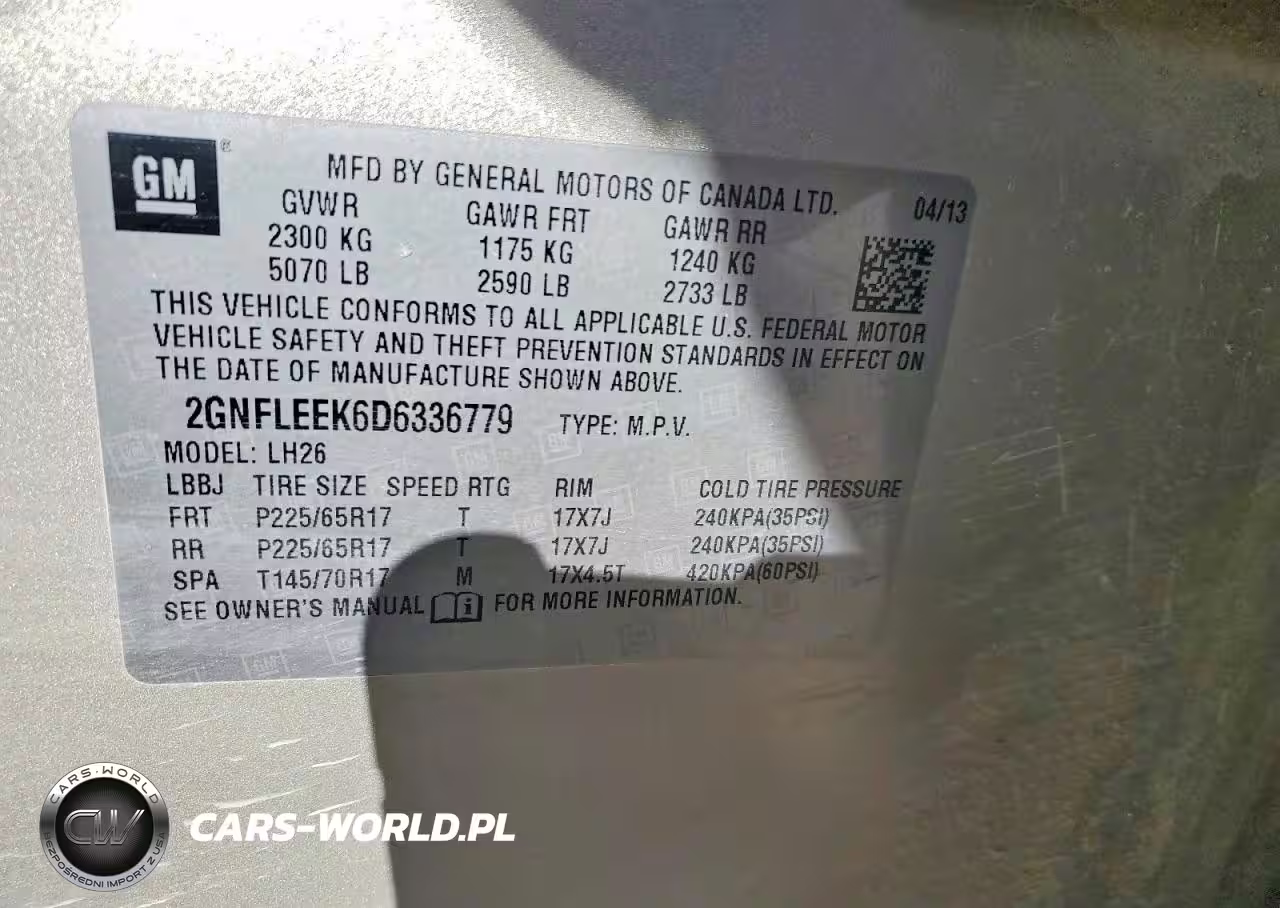 GM®
MFD BY GENERAL MOTORS OF CANADA LTD.
04/13
GVWR GAWR FRT GAWR RR
2300 KG 1175 KG 1240 KG
5070 LB 2590 LB 2733 LB
THIS VEHICLE CONFORMS TO ALL APPLICABLE U.S. FEDERAL MOTOR
VEHICLE SAFETY AND THEFT PREVENTION STANDARDS IN EFFECT ON
THE DATE OF MANUFACTURE SHOWN ABOVE.
2GNFLEEK6D6336779 TYPE: M.P.V.
MODEL: LH26
LBBJ TIRE SIZE SPEED RTG RIM COLD TIRE PRESSURE
FRT P225/65R17 T 17X7J 240KPA(35PSI)
RR P225/65R17 T 17X7J 240KPA(35PSI)
SPA T145/70R17 M 17X4.5T 420KPA(60PSI)
SEE OWNER'S MANUAL FOR MORE INFORMATION.
CARS-WORLD
CW
BEZPOŚREDNI IMPORT Z USA
CARS-WORLD.PL